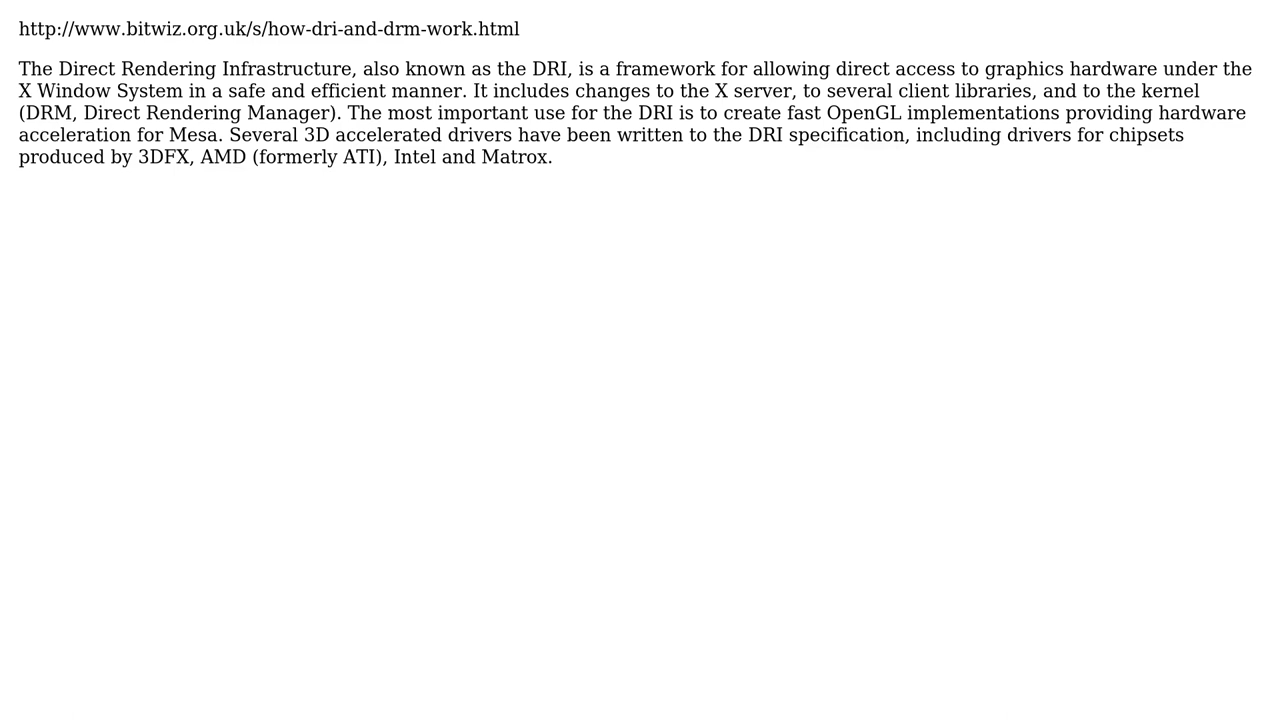 http://www.bitwiz.org.uk/s/how-dri-and-drm-work.html
The Direct Rendering Infrastructure, also known as the DRI, is a framework for allowing direct access to graphics hardware under the
X Window System in a safe and efficient manner. It includes changes to the X server, to several client libraries, and to the kernel
(DRM, Direct Rendering Manager). The most important use for the DRI is to create fast OpenGL implementations providing hardware
acceleration for Mesa. Several 3D accelerated drivers have been written to the DRI specification, including drivers for chipsets
produced by 3DFX, AMD (formerly ATI), Intel and Matrox.